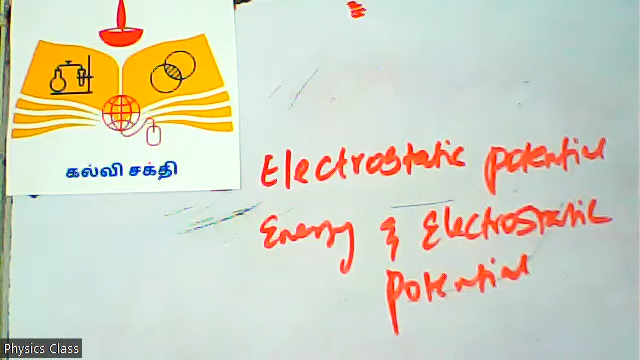 கல்வி சக்தி
Electrostatic potential
Energy & Electrostatic
potential
Physics Class